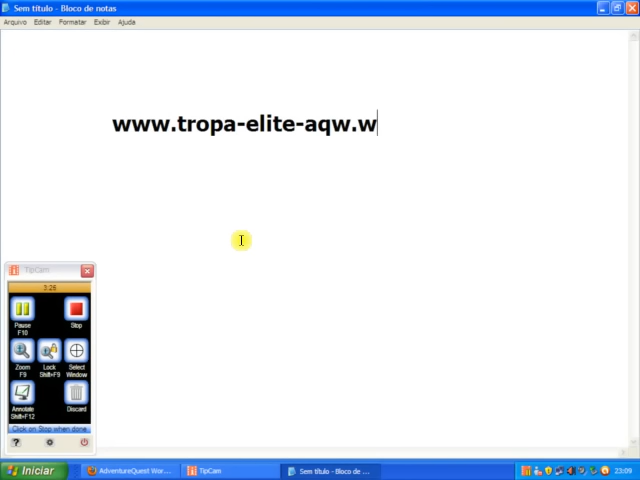 Sem título - Bloco de notas
Arquivo Editar Formatar Exibir Ajuda
www.tropa-elite-aqw.w
TipCam
3:26
Pause F10
Stop
Zoom F9
Lock Shift+F9
Select Window
Annotate Shift+F12
Discard
Click on Stop when done
?
Iniciar
AdventureQuest Wor...
TipCam
Sem título - Bloco de ...
23:09